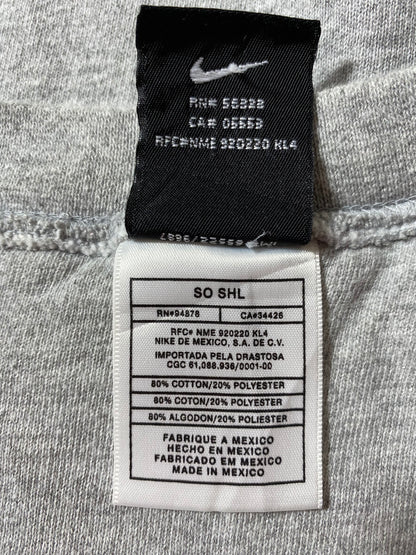 RN# 56323
CA# 05553
RFC#NME 920220 KL4
SO SHL
RN#94878
CA#34426
RFC# NME 920220 KL4
NIKE DE MEXICO, S.A. DE C.V.
IMPORTADA PELA DRASTOSA
CGC 61,068.936/0001-00
80% COTTON/20% POLYESTER
80% COTON/20% POLYESTER
80% ALGODON/20% POLIESTER
FABRIQUE A MEXICO
HECHO EN MEXICO
FABRICADO EM MEXICO
MADE IN MEXICO